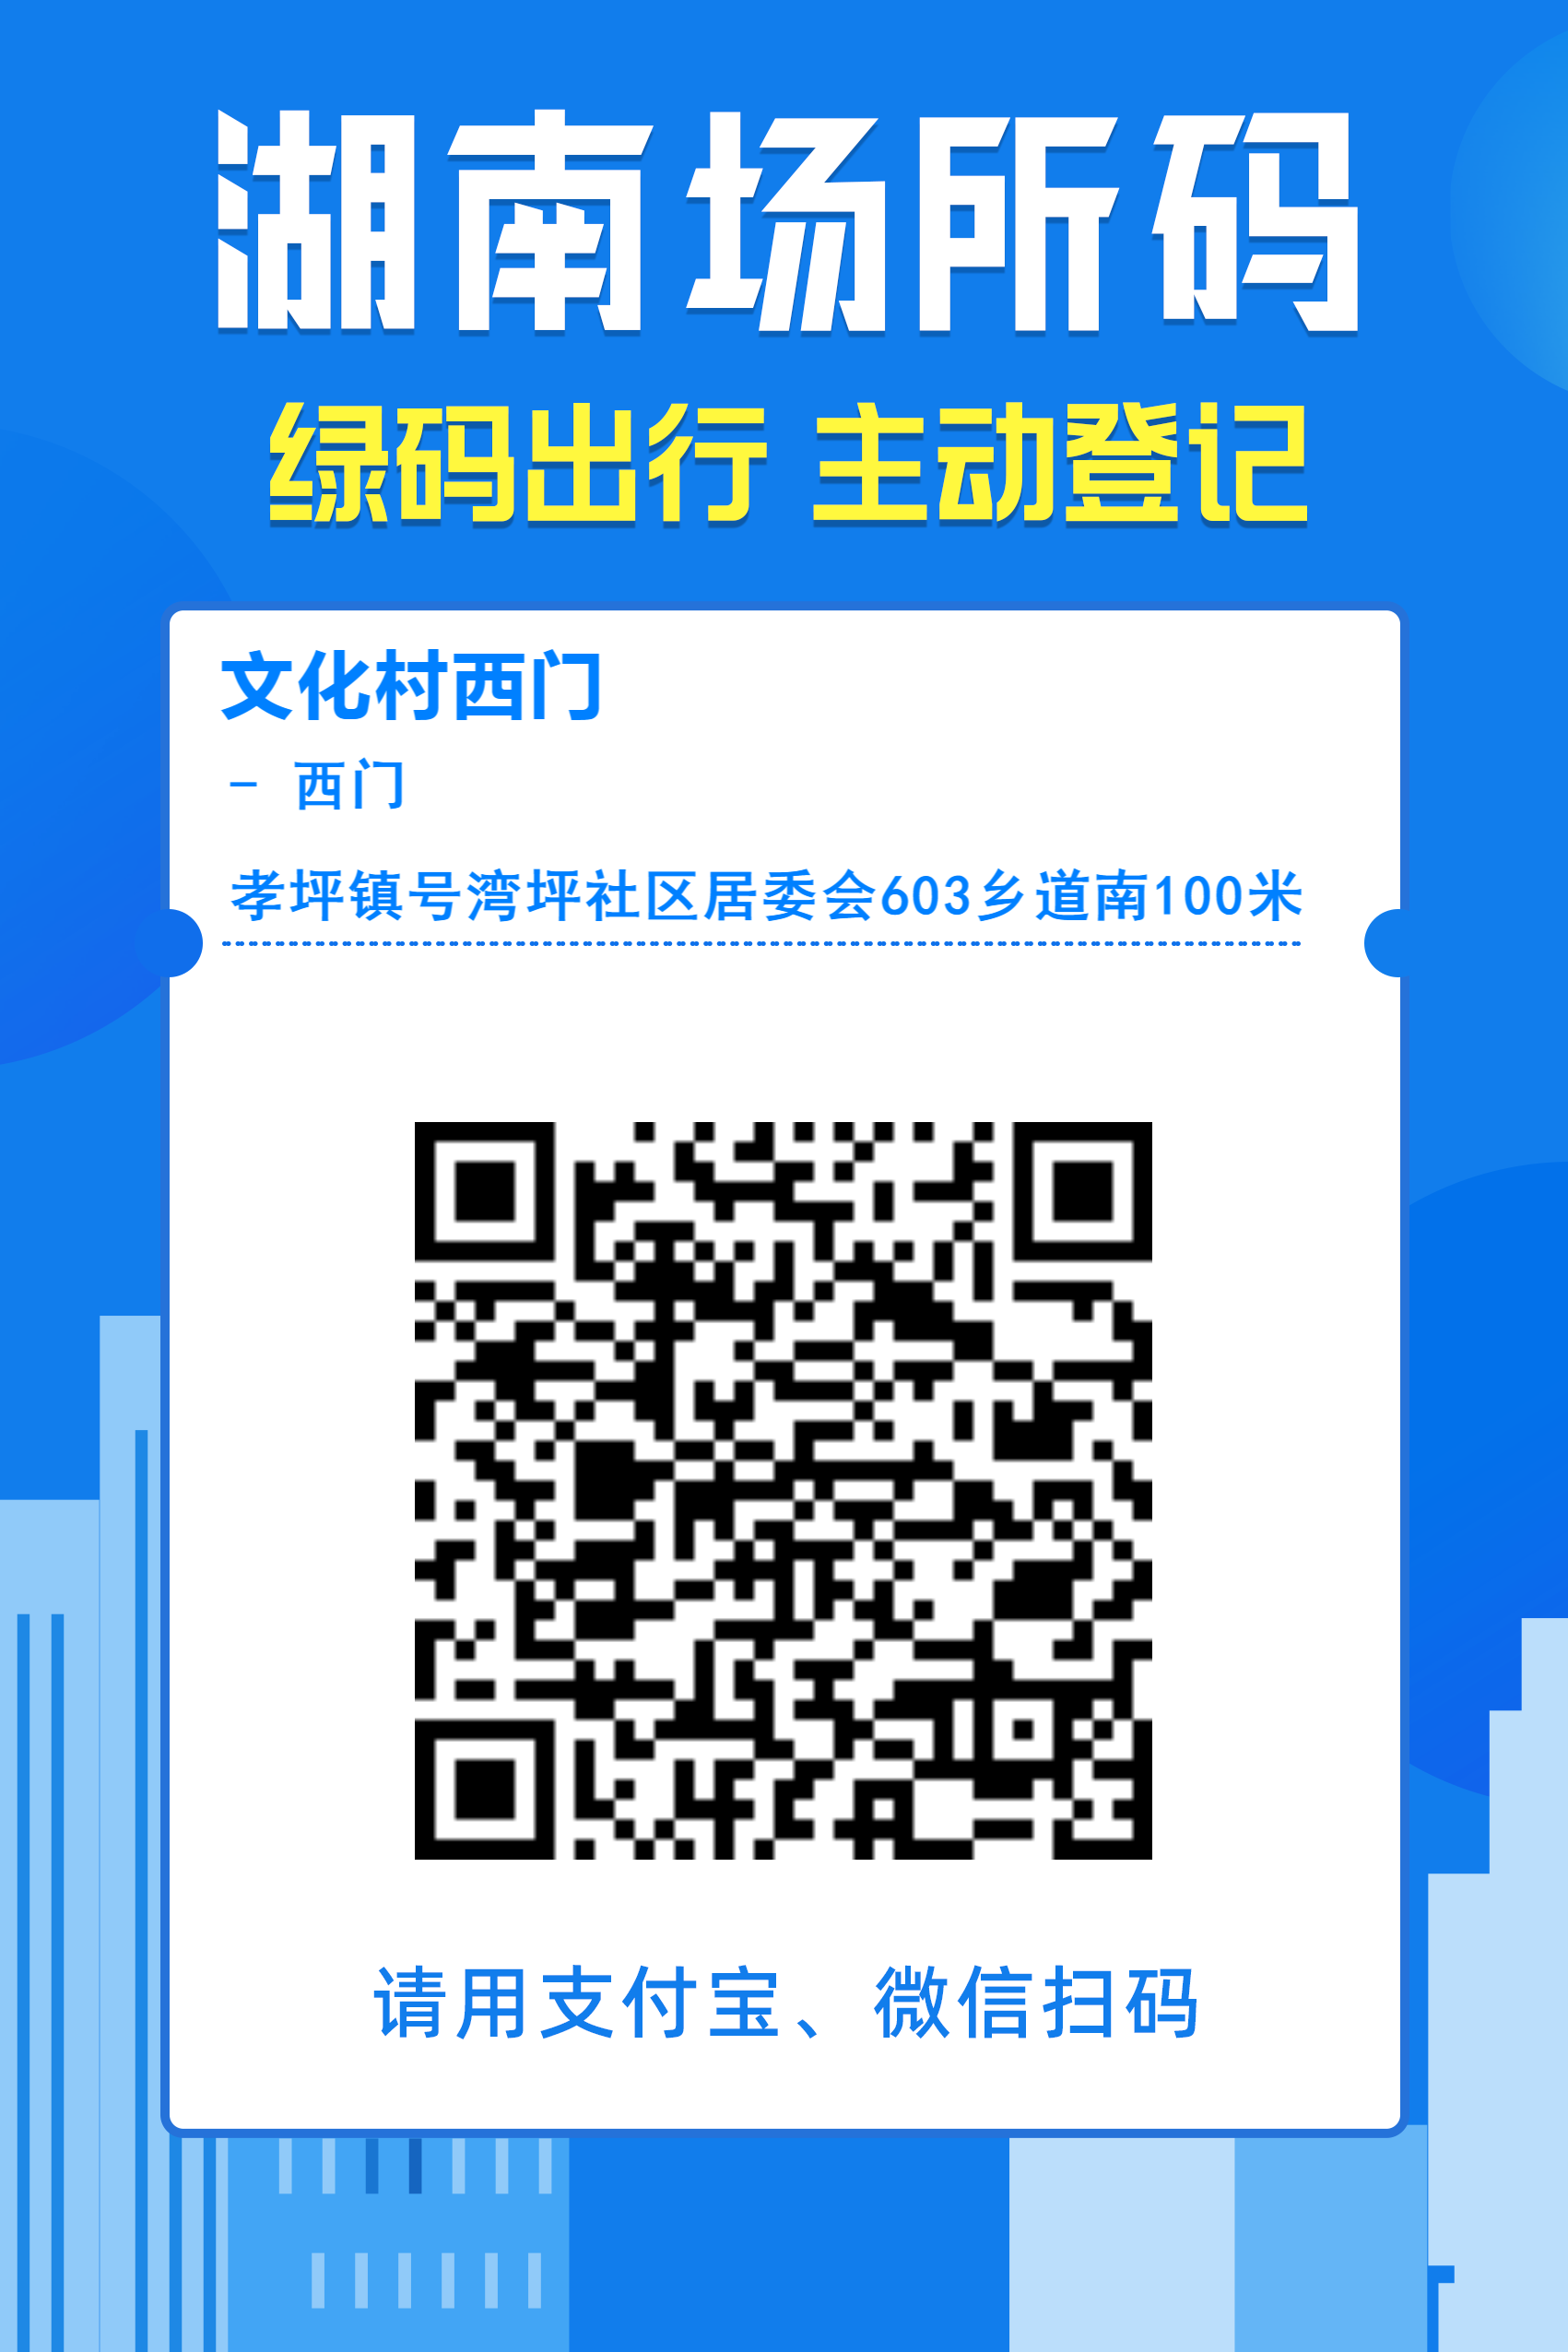 湖南场所码
绿码出行 主动登记
文化村西门
– 西门
孝坪镇号湾坪社区居委会603乡道南100米
请用支付宝、微信扫码